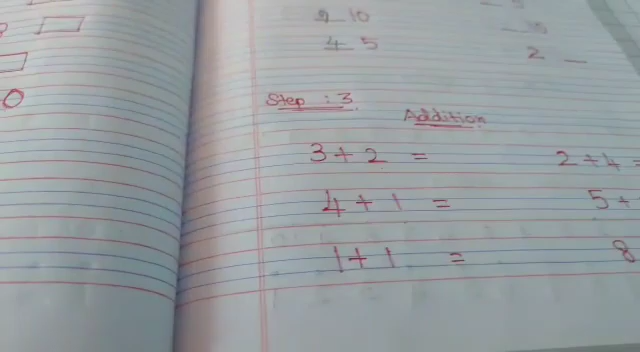 9 10
4 5
2 _
Step : 3
Addition
3 + 2 = 2 + 4 =
4 + 1 = 5 +
1 + 1 = 8